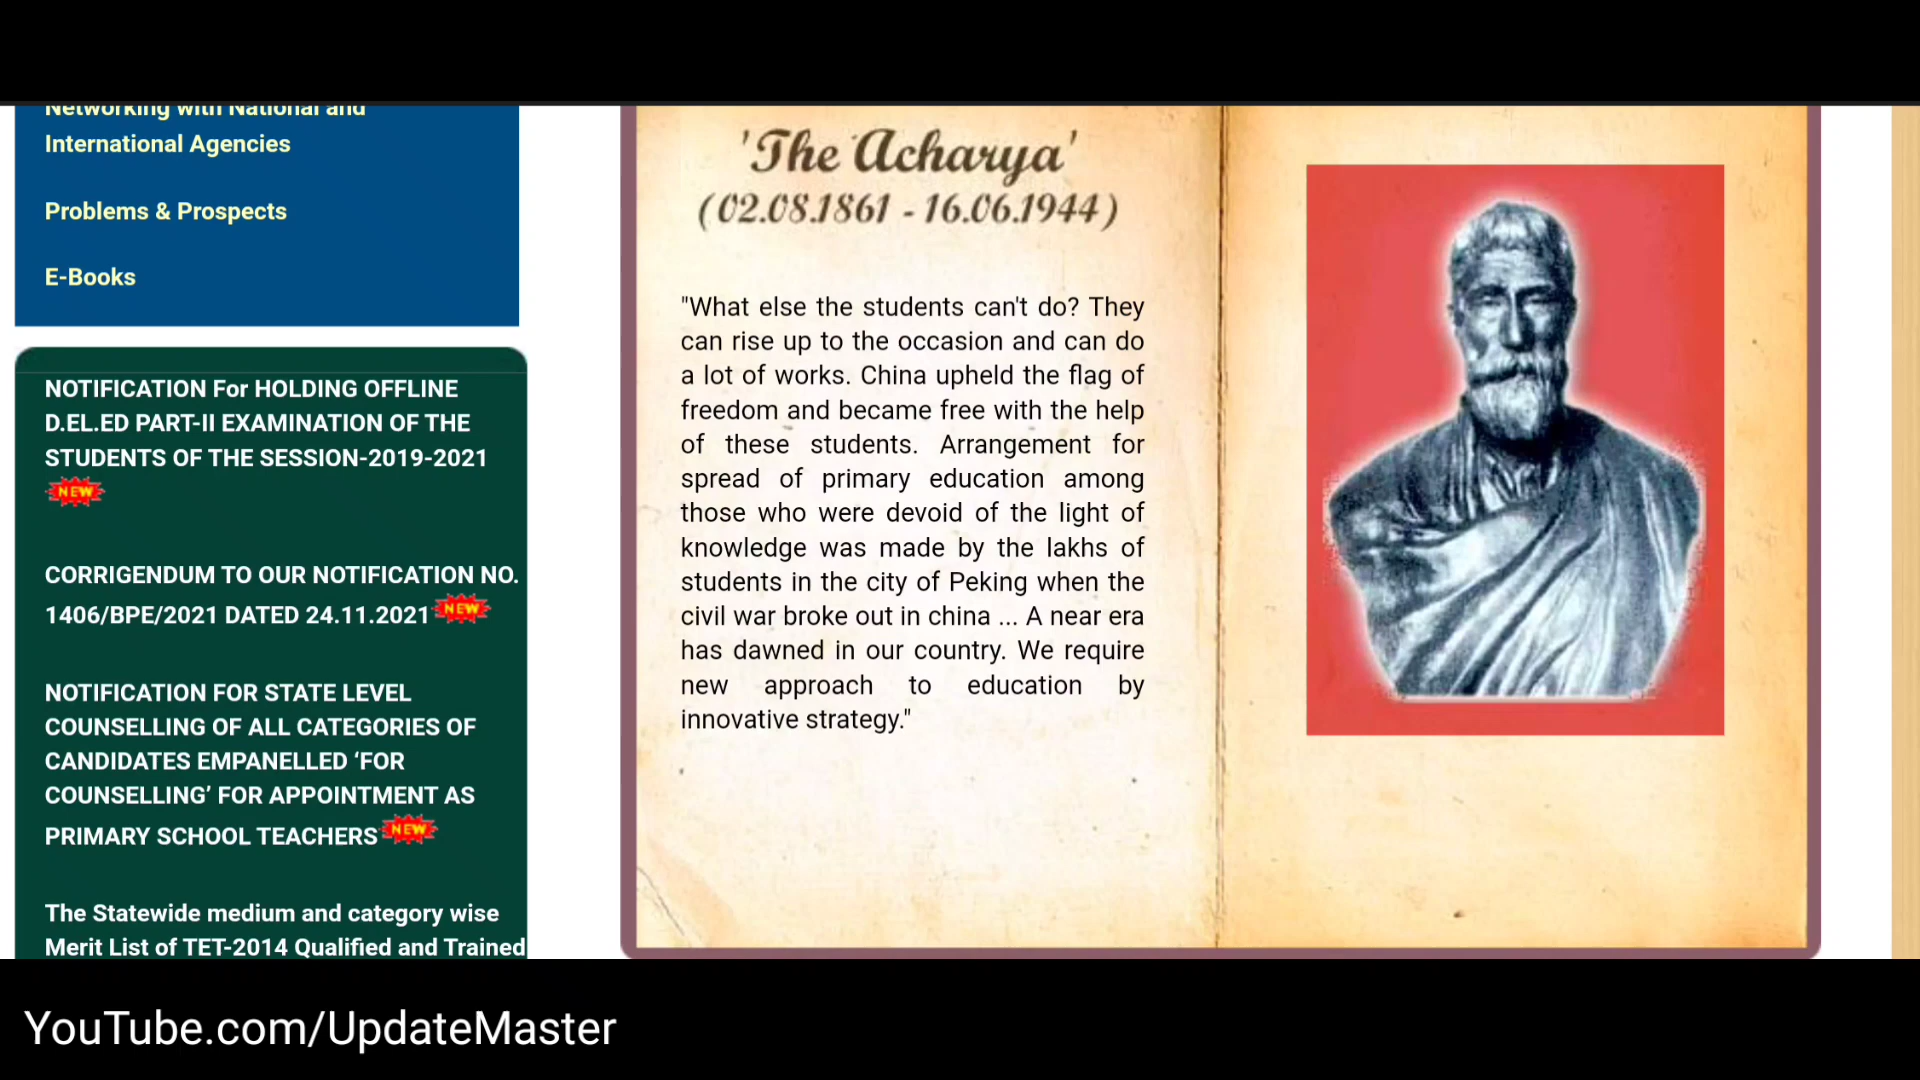 Networking with National and
International Agencies
Problems & Prospects
E-Books
NOTIFICATION For HOLDING OFFLINE
D.EL.ED PART-II EXAMINATION OF THE
STUDENTS OF THE SESSION-2019-2021
NEW
CORRIGENDUM TO OUR NOTIFICATION NO.
1406/BPE/2021 DATED 24.11.2021 NEW
NOTIFICATION FOR STATE LEVEL
COUNSELLING OF ALL CATEGORIES OF
CANDIDATES EMPANELLED ‘FOR
COUNSELLING’ FOR APPOINTMENT AS
PRIMARY SCHOOL TEACHERS NEW
The Statewide medium and category wise
Merit List of TET-2014 Qualified and Trained
'The Acharya'
(02.08.1861 - 16.06.1944)
"What else the students can't do? They
can rise up to the occasion and can do
a lot of works. China upheld the flag of
freedom and became free with the help
of these students. Arrangement for
spread of primary education among
those who were devoid of the light of
knowledge was made by the lakhs of
students in the city of Peking when the
civil war broke out in china ... A near era
has dawned in our country. We require
new approach to education by
innovative strategy."
YouTube.com/UpdateMaster